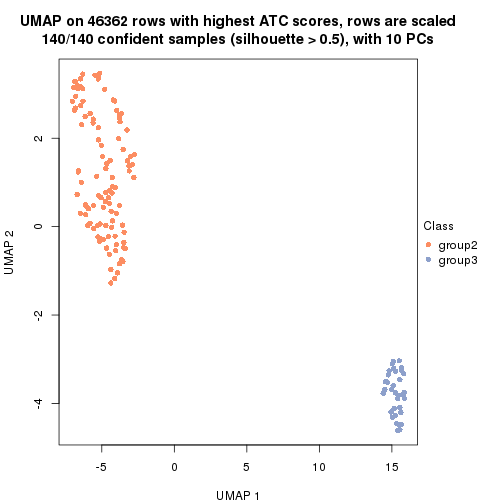 UMAP on 46362 rows with highest ATC scores, rows are scaled
140/140 confident samples (silhouette > 0.5), with 10 PCs
UMAP 2
2
0
-2
-4
Class
group2
group3
-5
0
5
10
15
UMAP 1